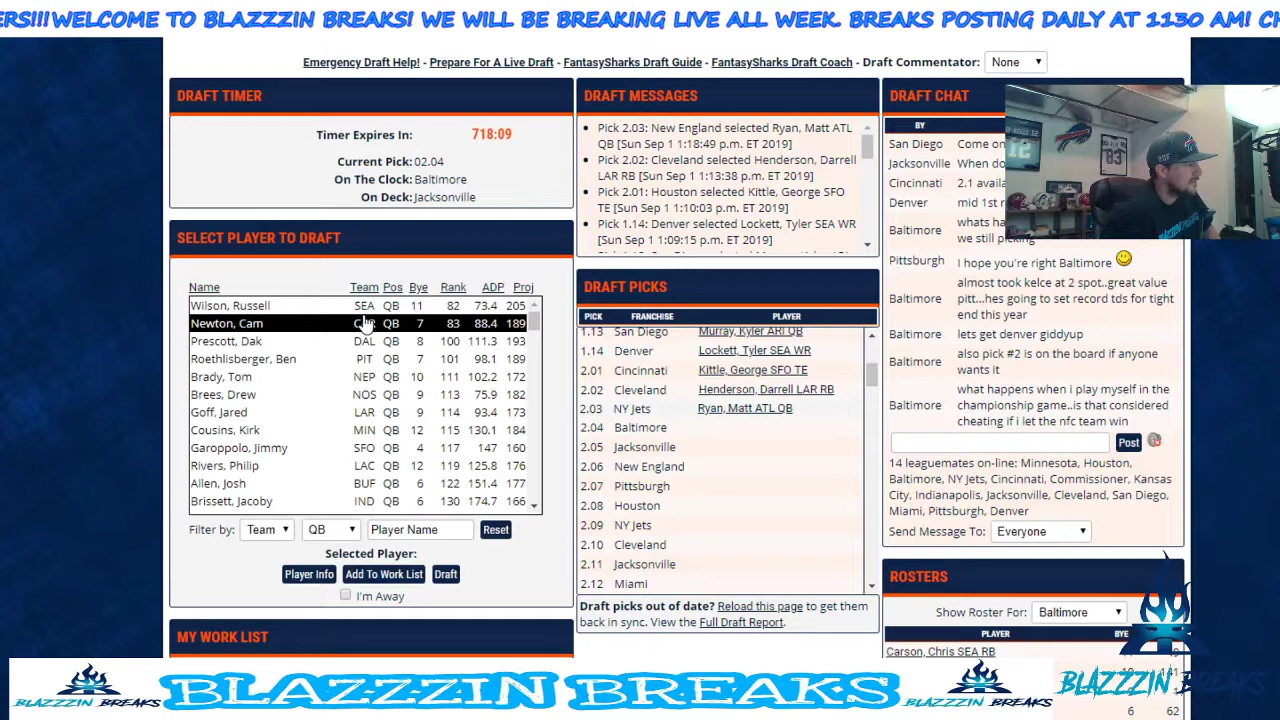 ERS!!!WELCOME TO BLAZZZIN BREAKS! WE WILL BE BREAKING LIVE ALL WEEK. BREAKS POSTING DAILY AT 1130 AM! CH
Emergency Draft Help! - Prepare For A Live Draft - FantasySharks Draft Guide - FantasySharks Draft Coach - Draft Commentator: None
DRAFT TIMER
Timer Expires In: 718:09
Current Pick: 02.04
On The Clock: Baltimore
On Deck: Jacksonville
SELECT PLAYER TO DRAFT
Name Team Pos Bye Rank ADP Proj
Wilson, Russell SEA QB 11 82 73.4 205
Newton, Cam QB 7 83 88.4 189
Prescott, Dak DAL QB 8 100 111.3 193
Roethlisberger, Ben PIT QB 7 101 98.1 189
Brady, Tom NEP QB 10 111 102.2 172
Brees, Drew NOS QB 9 113 75.9 182
Goff, Jared LAR QB 9 114 93.4 173
Cousins, Kirk MIN QB 12 115 130.1 184
Garoppolo, Jimmy SFO QB 4 117 147 160
Rivers, Philip LAC QB 12 119 125.8 176
Allen, Josh BUF QB 6 122 151.4 177
Brissett, Jacoby IND QB 6 130 174.7 166
Filter by: Team QB Player Name Reset
Selected Player:
Player Info Add To Work List Draft
I'm Away
MY WORK LIST
DRAFT MESSAGES
Pick 2.03: New England selected Ryan, Matt ATL
QB [Sun Sep 1 1:18:49 p.m. ET 2019]
Pick 2.02: Cleveland selected Henderson, Darrell
LAR RB [Sun Sep 1 1:13:38 p.m. ET 2019]
Pick 2.01: Houston selected Kittle, George SFO
TE [Sun Sep 1 1:10:03 p.m. ET 2019]
Pick 1.14: Denver selected Lockett, Tyler SEA WR
[Sun Sep 1 1:09:15 p.m. ET 2019]
DRAFT PICKS
PICK FRANCHISE PLAYER
1.13 San Diego Murray, Kyler ARI QB
1.14 Denver Lockett, Tyler SEA WR
2.01 Cincinnati Kittle, George SFO TE
2.02 Cleveland Henderson, Darrell LAR RB
2.03 NY Jets Ryan, Matt ATL QB
2.04 Baltimore
2.05 Jacksonville
2.06 New England
2.07 Pittsburgh
2.08 Houston
2.09 NY Jets
2.10 Cleveland
2.11 Jacksonville
2.12 Miami
Draft picks out of date? Reload this page to get them
back in sync. View the Full Draft Report.
DRAFT CHAT
BY
San Diego Come on
Jacksonville When do
Cincinnati 2.1 availa
Denver mid 1st r
Baltimore whats ha
we still picking
Pittsburgh I hope you're right Baltimore
Baltimore almost took kelce at 2 spot..great value
pitt...hes going to set record tds for tight
end this year
Baltimore lets get denver giddyup
Baltimore also pick #2 is on the board if anyone
wants it
Baltimore what happens when i play myself in the
championship game..is that considered
cheating if i let the nfc team win
Post
14 leaguemates on-line: Minnesota, Houston,
Baltimore, NY Jets, Cincinnati, Commissioner, Kansas
City, Indianapolis, Jacksonville, Cleveland, San Diego,
Miami, Pittsburgh, Denver
Send Message To: Everyone
ROSTERS
Show Roster For: Baltimore
PLAYER BYE
Carson, Chris SEA RB
6 62
BLAZZZIN BREAKS
BLAZZZIN BREAKS
BLAZZZIN BREAKS
BLAZZZIN BREAKS